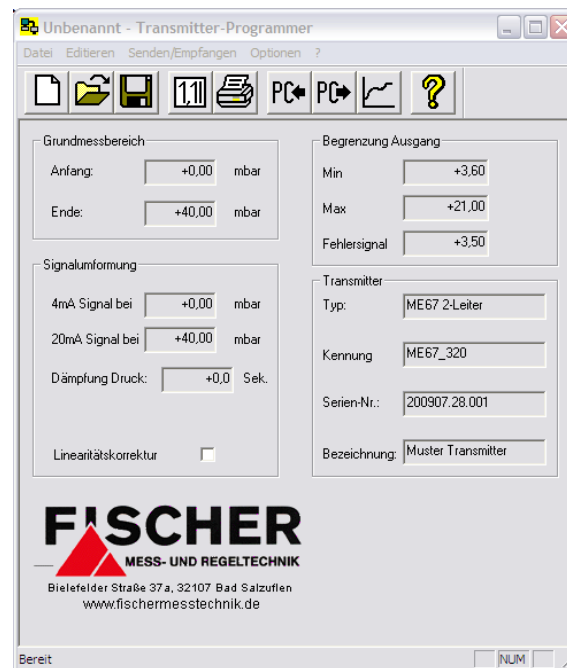 Unbenannt - Transmitter-Programmer
Datei Editieren Senden/Empfangen Optionen ?
1,1 PC PC ?
Grundmessbereich
Anfang: +0,00 mbar
Ende: +40,00 mbar
Signalumformung
4mA Signal bei +0,00 mbar
20mA Signal bei +40,00 mbar
Dämpfung Druck: +0,0 Sek.
Linearitätskorrektur
Begrenzung Ausgang
Min +3,60
Max +21,00
Fehlersignal +3,50
Transmitter
Typ: ME67 2-Leiter
Kennung ME67_320
Serien-Nr.: 200907.28.001
Bezeichnung: Muster Transmitter
FISCHER
MESS- UND REGELTECHNIK
Bielefelder Straße 37a, 32107 Bad Salzuflen
www.fischermesstechnik.de
Bereit NUM